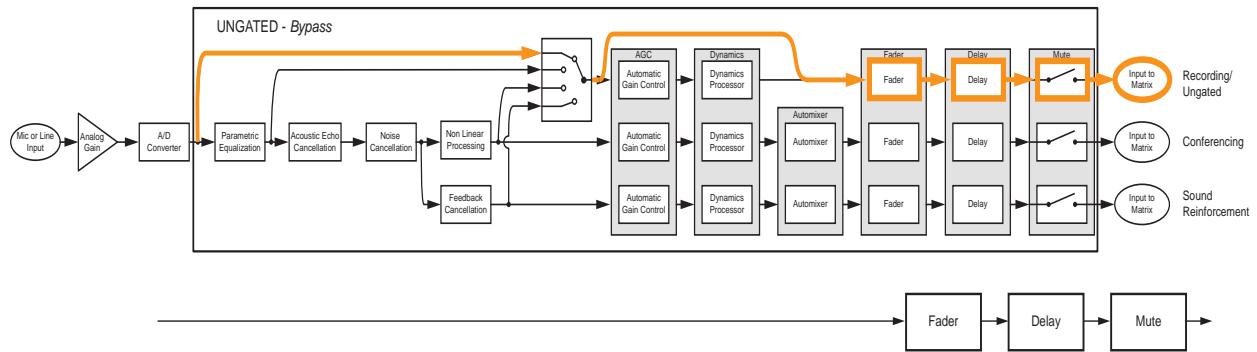 UNGATED - Bypass
AGC
Dynamics
Fader
Delay
Mute
Automatic
Gain Control
Dynamics
Processor
Fader
Delay
Input to
Matrix
Recording/
Ungated
Automixer
Mic or Line
Input
Analog
Gain
A/D
Converter
Parametric
Equalization
Acoustic Echo
Cancellation
Noise
Cancellation
Non Linear
Processing
Automatic
Gain Control
Dynamics
Processor
Automixer
Fader
Delay
Input to
Matrix
Conferencing
Feedback
Cancellation
Automatic
Gain Control
Dynamics
Processor
Automixer
Fader
Delay
Input to
Matrix
Sound
Reinforcement
Fader
Delay
Mute